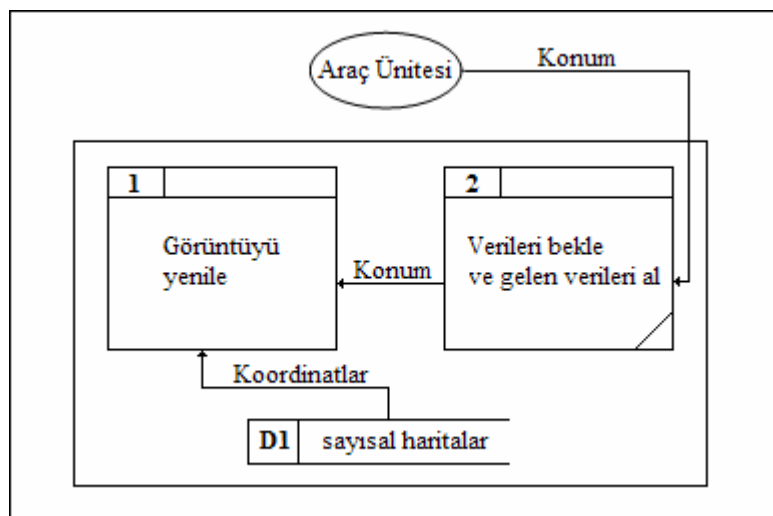 Araç Ünitesi
Konum
1
2
Görüntüyü
yenile
Konum
Verileri bekle
ve gelen verileri al
Koordinatlar
D1
sayısal haritalar